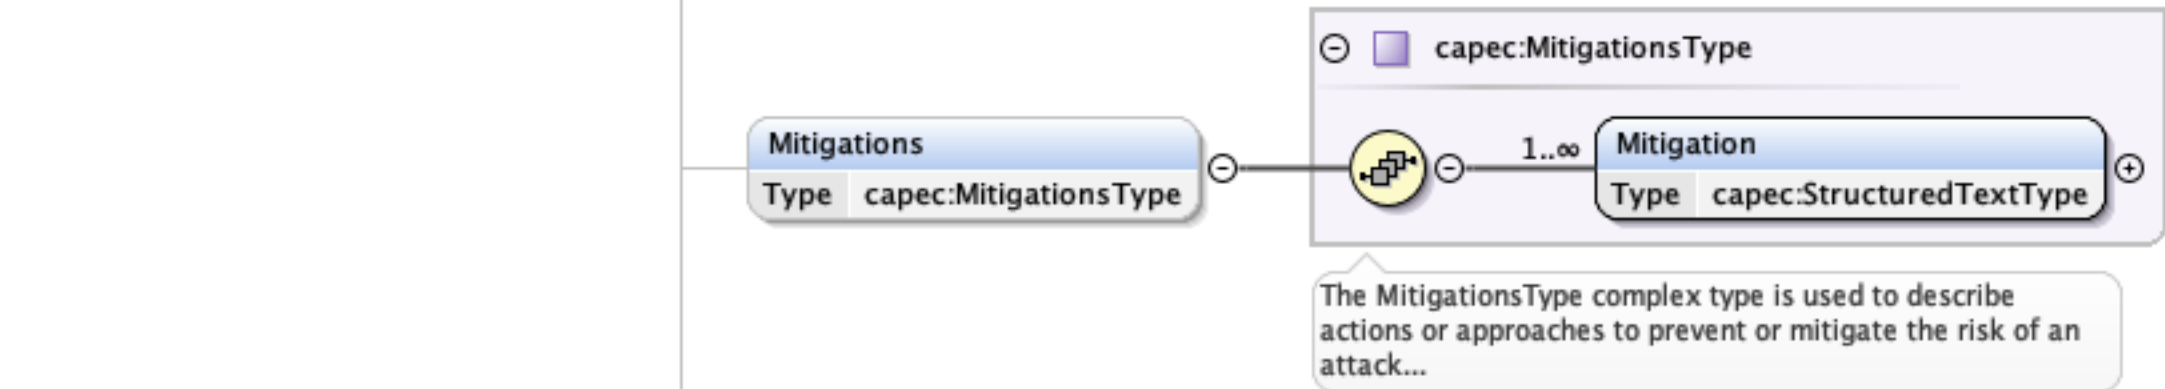 capec:MitigationsType
Mitigations
Type capec:MitigationsType
1..∞
Mitigation
Type capec:StructuredTextType
The MitigationsType complex type is used to describe
actions or approaches to prevent or mitigate the risk of an
attack...